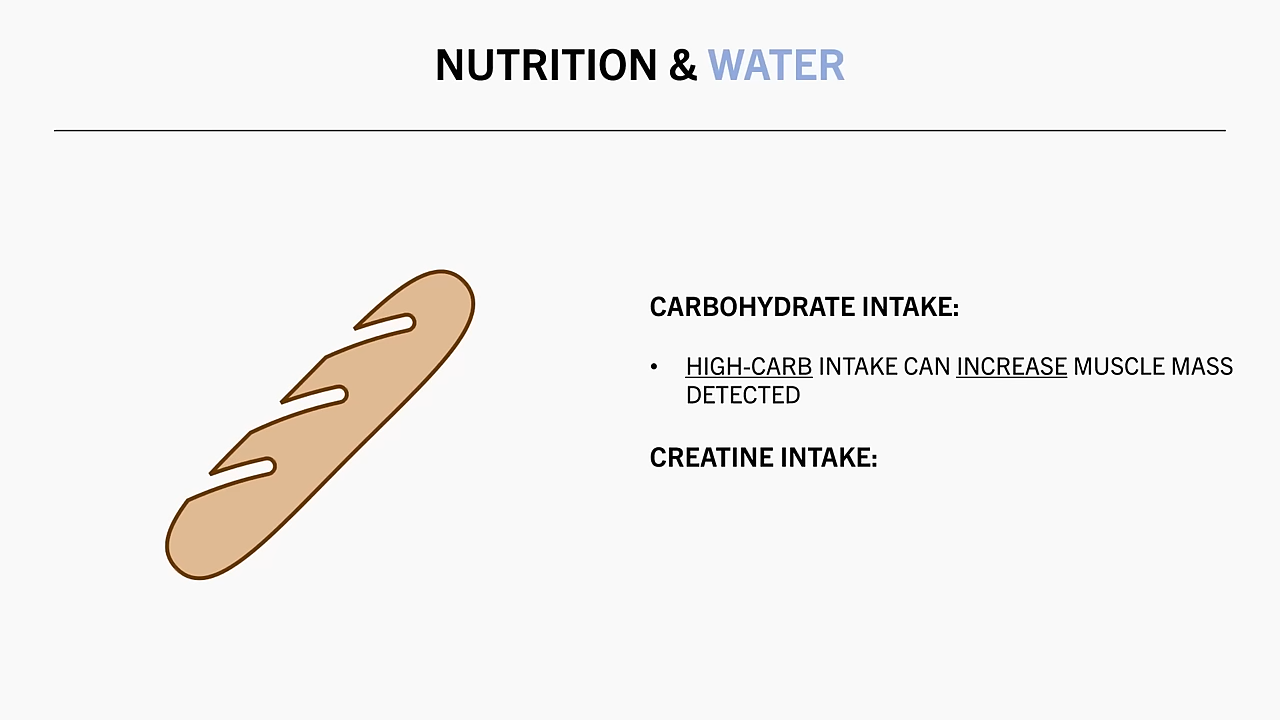 NUTRITION & WATER
CARBOHYDRATE INTAKE:
• HIGH-CARB INTAKE CAN INCREASE MUSCLE MASS
DETECTED
CREATINE INTAKE: